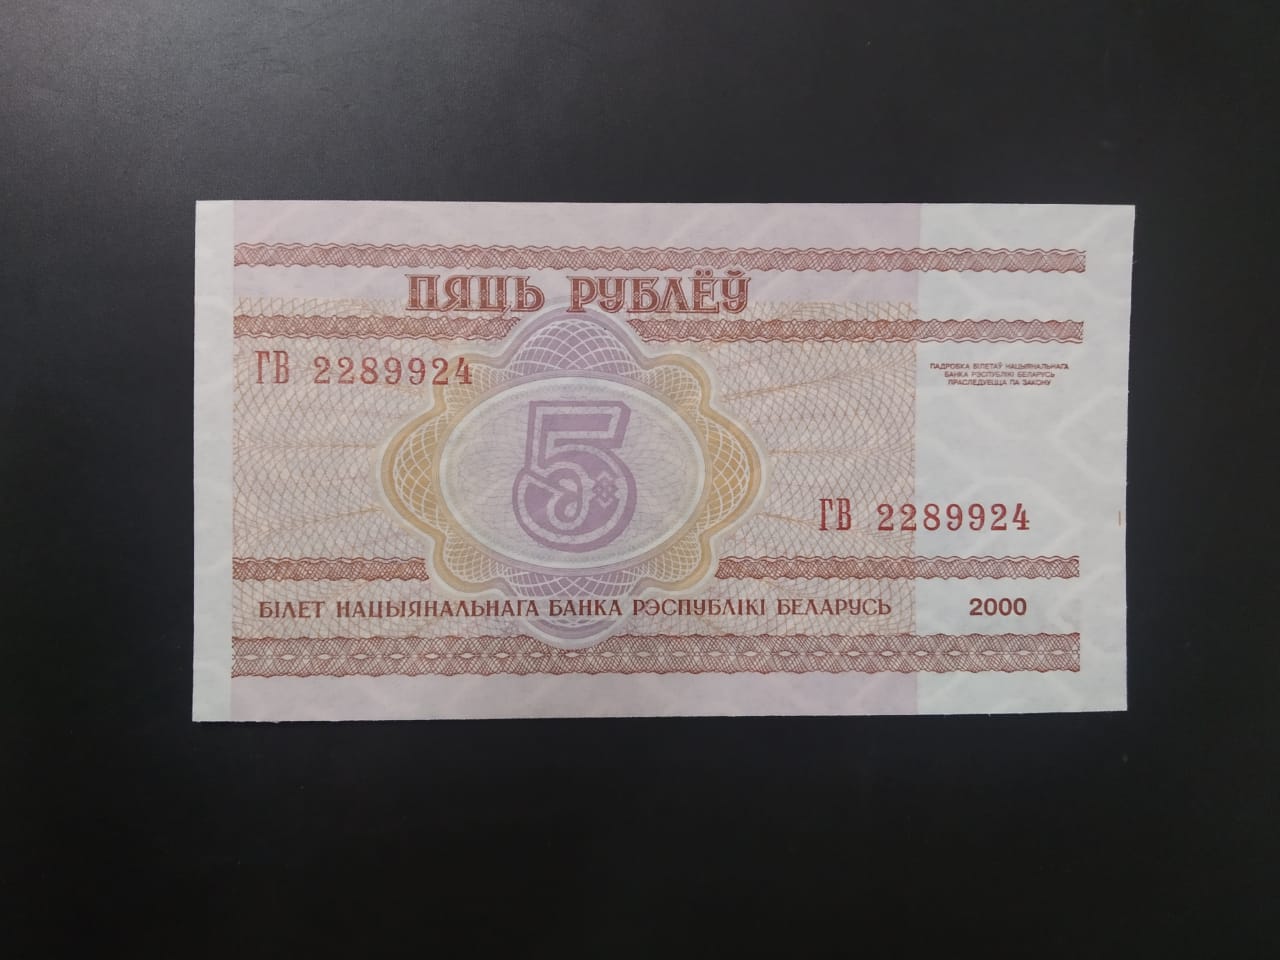 ПЯЦЬ РУБЛЁЎ
ГВ 2289924
ПАДРОБКА БІЛЕТАЎ НАЦЫЯНАЛЬНАГА
БАНКА РЭСПУБЛІКІ БЕЛАРУСЬ
ПРАСЛЕДУЕЦЦА ПА ЗАКОНУ
5
ГВ 2289924
БІЛЕТ НАЦЫЯНАЛЬНАГА БАНКА РЭСПУБЛІКІ БЕЛАРУСЬ 2000